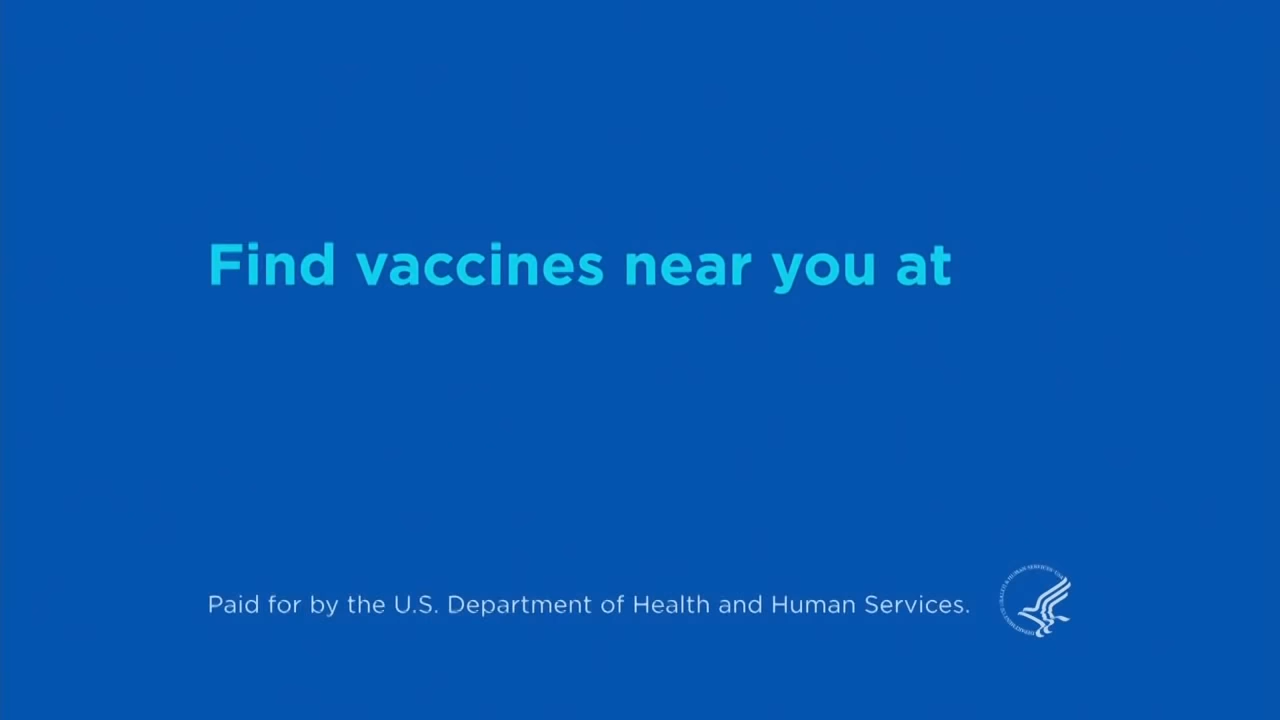 Find vaccines near you at
Paid for by the U.S. Department of Health and Human Services.